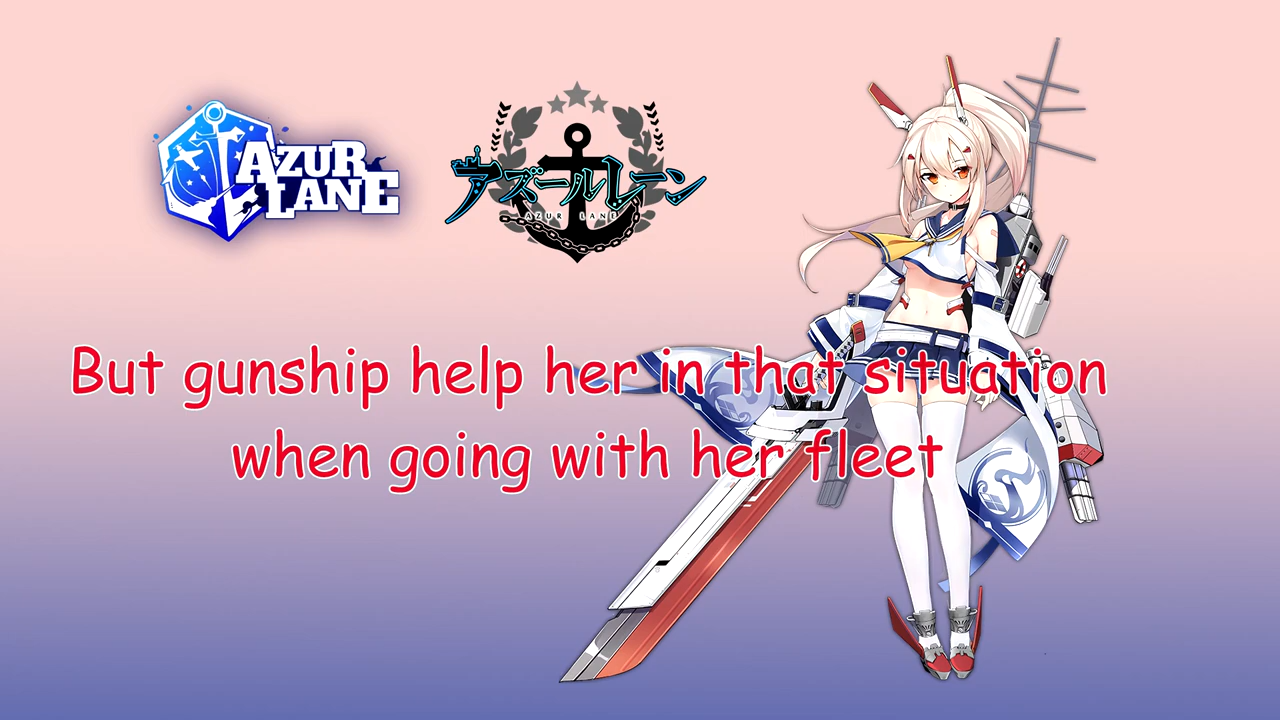 AZUR
LANE
アズールレーン
AZUR LANE
But gunship help her in that situation
when going with her fleet